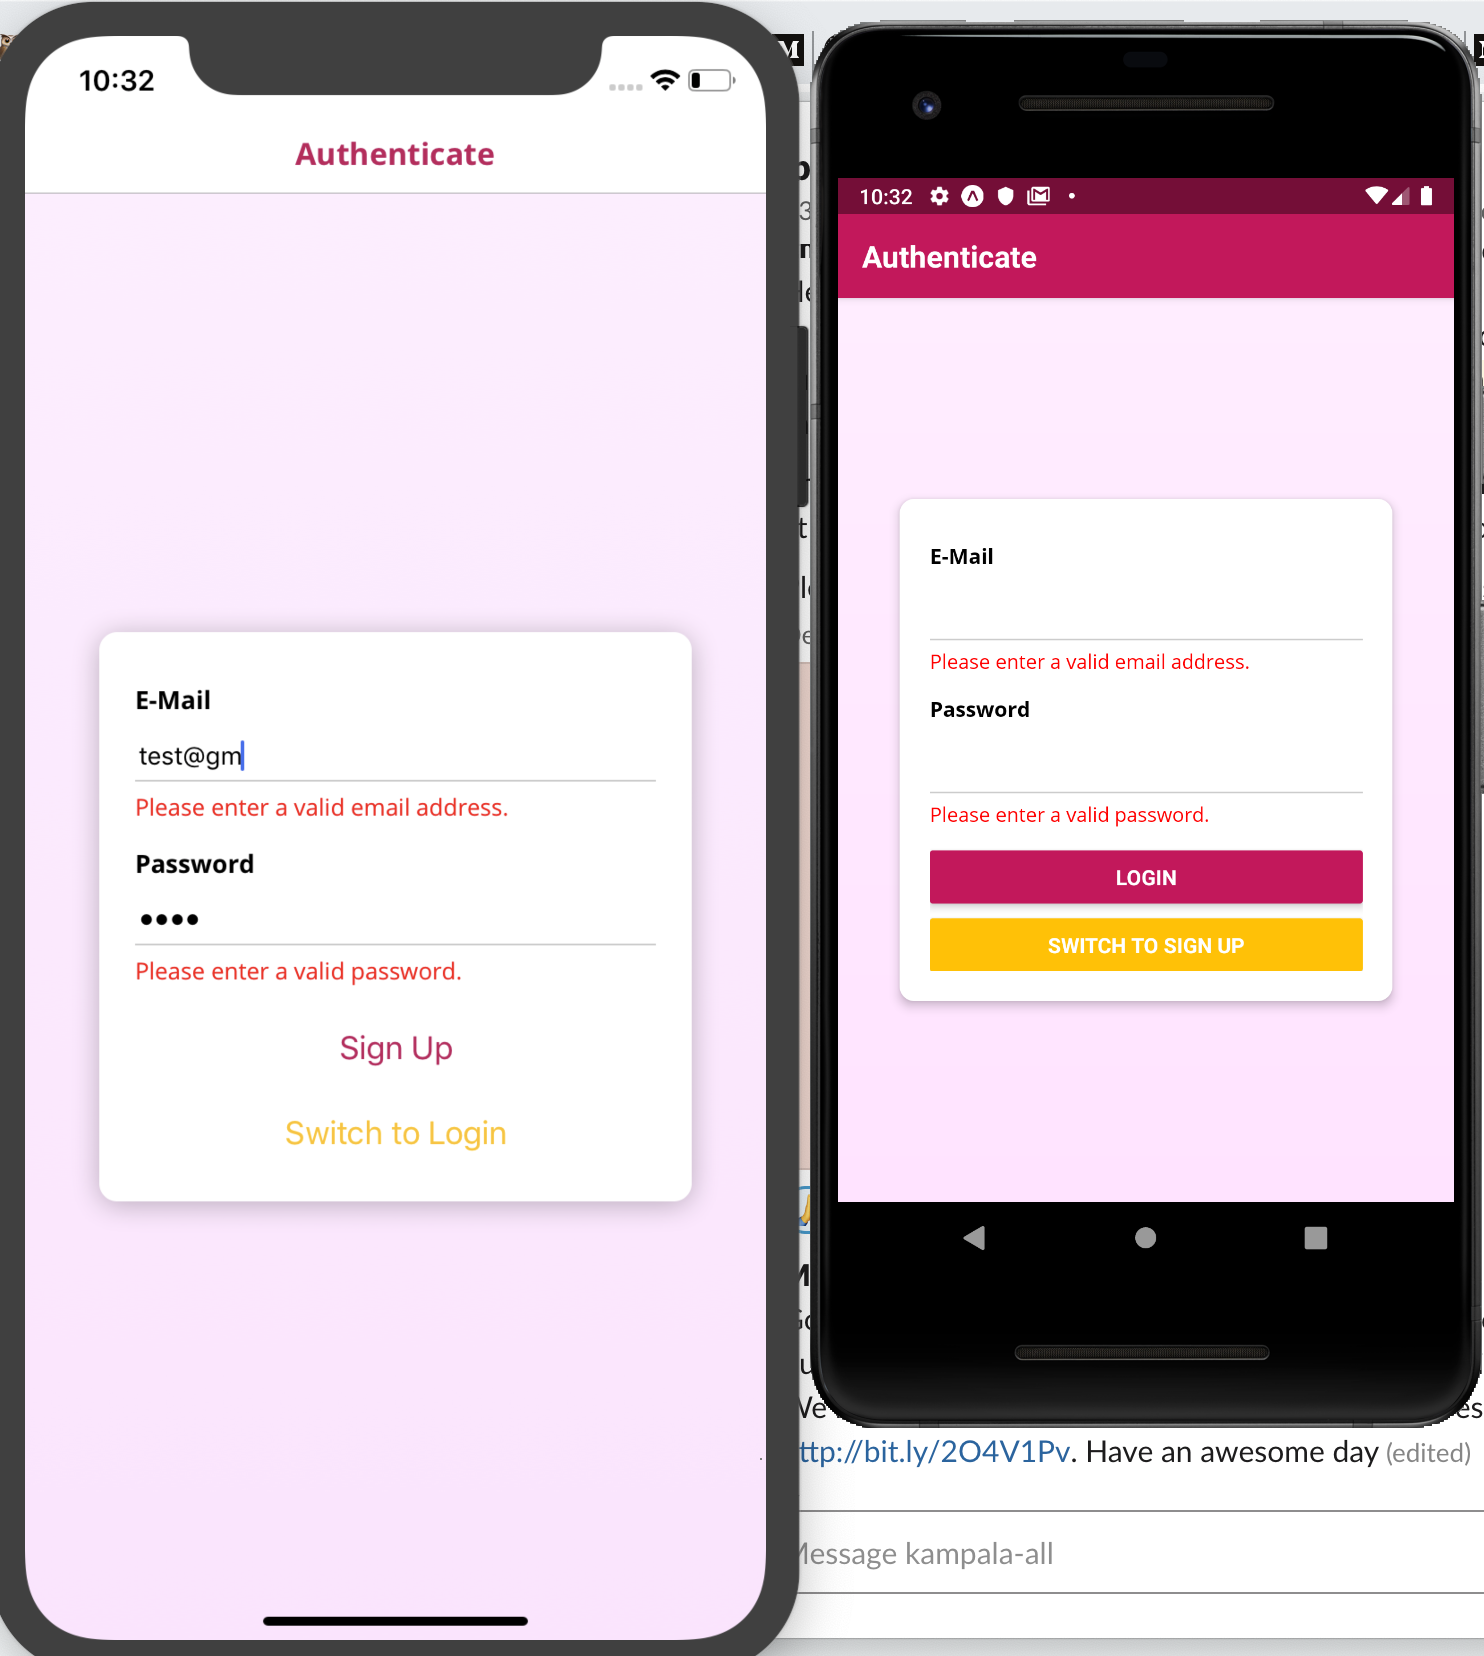 10:32
Authenticate
E-Mail
test@gm
Please enter a valid email address.
Password
Please enter a valid password.
Sign Up
Switch to Login
10:32
Authenticate
E-Mail
Please enter a valid email address.
Password
Please enter a valid password.
LOGIN
SWITCH TO SIGN UP
ttp://bit.ly/2O4V1Pv. Have an awesome day (edited)
Message kampala-all